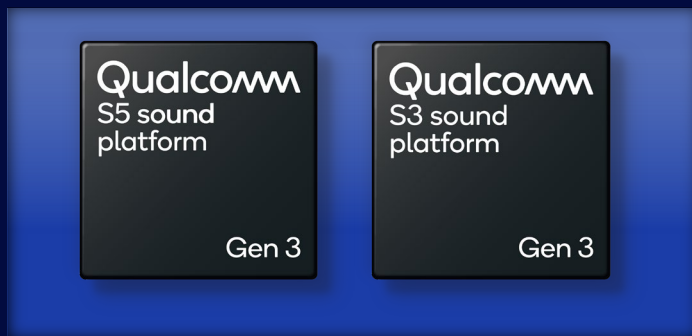 Qualcomm
S5 sound
platform
Gen 3
Qualcomm
S3 sound
platform
Gen 3